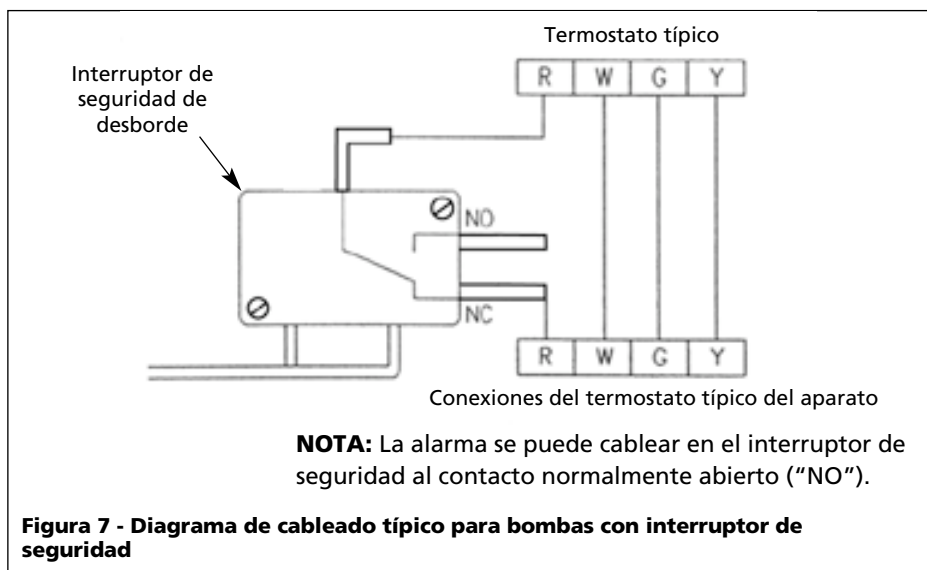 Termostato típico
Interruptor de
seguridad de
desborde
R W G Y
NO
NC
R W G Y
Conexiones del termostato típico del aparato
NOTA: La alarma se puede cablear en el interruptor de
seguridad al contacto normalmente abierto (“NO”).
Figura 7 - Diagrama de cableado típico para bombas con interruptor de
seguridad